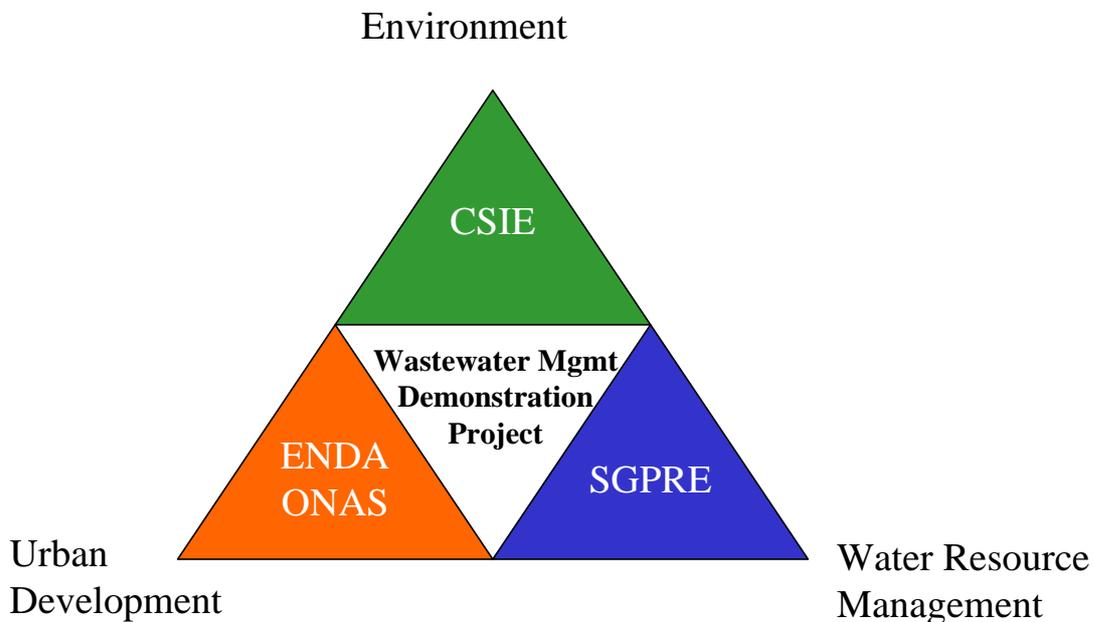 Environment
CSIE
Wastewater Mgmt
Demonstration
Project
ENDA
ONAS
SGPRE
Urban
Development
Water Resource
Management